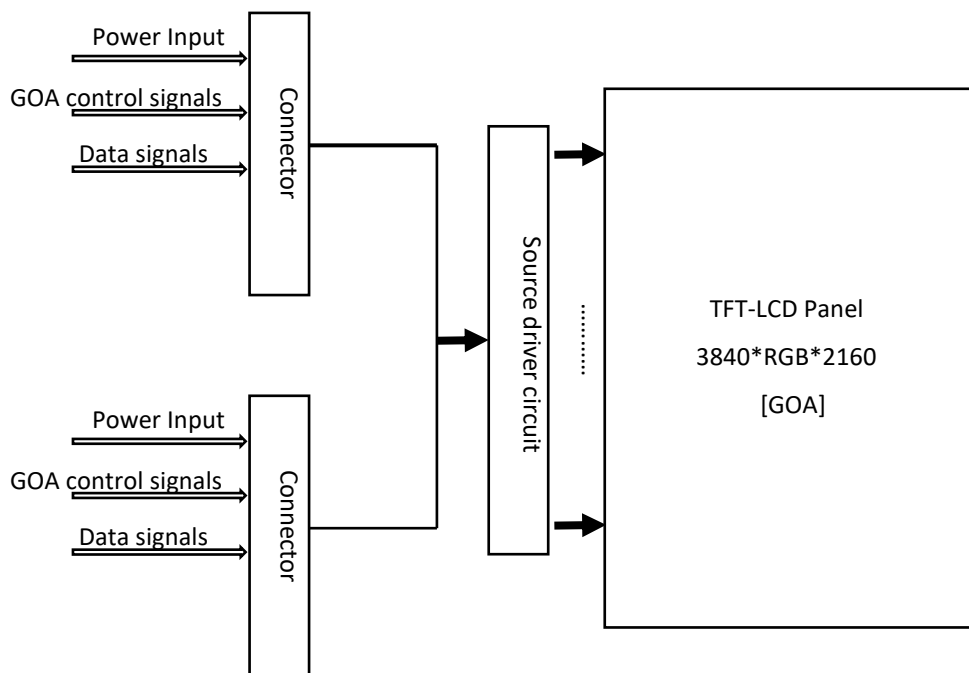 Power Input
GOA control signals
Data signals
Connector
Power Input
GOA control signals
Data signals
Connector
Source driver circuit
TFT-LCD Panel
3840*RGB*2160
[GOA]